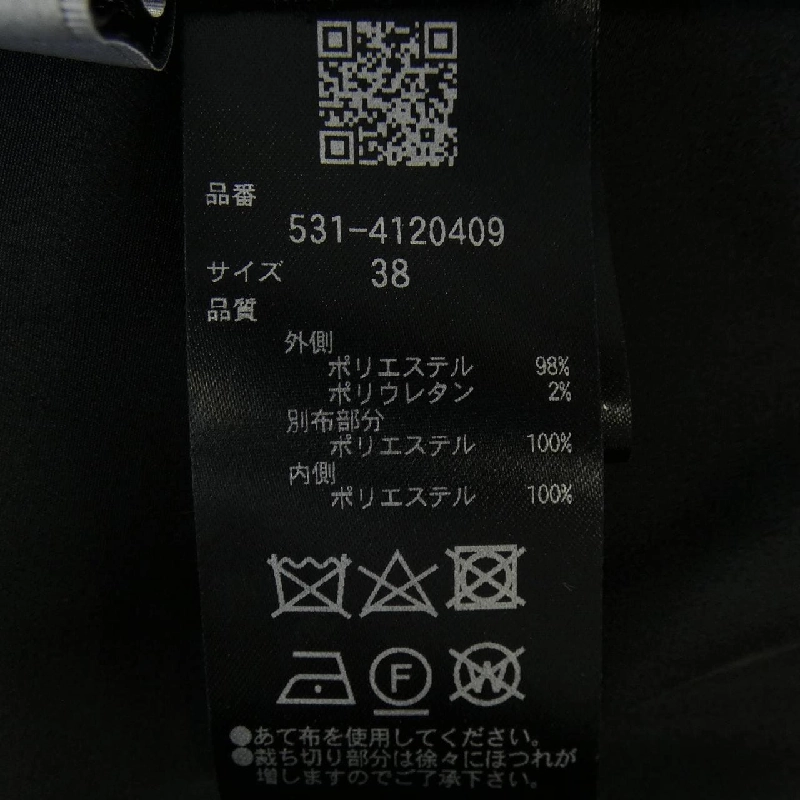 品番
531-4120409
サイズ 38
品質
外側
ポリエステル 98%
ポリウレタン 2%
別布部分
ポリエステル 100%
内側
ポリエステル 100%
F W
●あて布を使用してください。
●裁ち切り部分は徐々にほつれが
増しますのでご了承下さい。